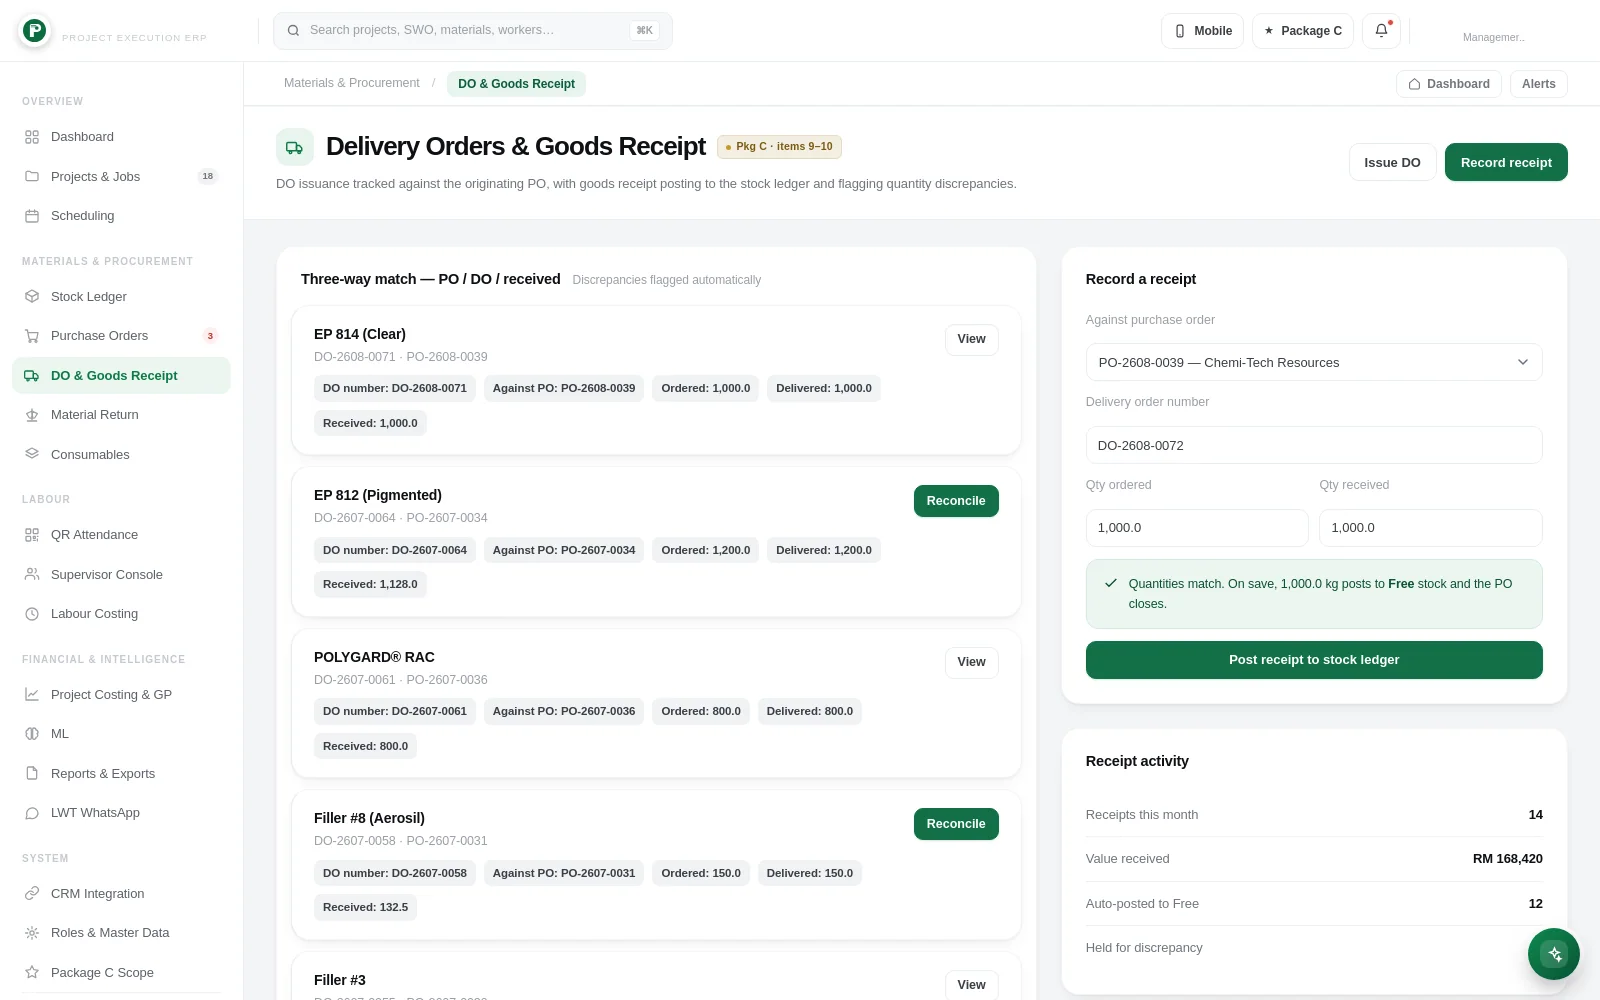 PROJECT EXECUTION ERP
Search projects, SWO, materials, workers…
⌘K
Mobile
★ Package C
Managemer..
OVERVIEW
Dashboard
Projects & Jobs
18
Scheduling
MATERIALS & PROCUREMENT
Stock Ledger
Purchase Orders
3
DO & Goods Receipt
Material Return
Consumables
LABOUR
QR Attendance
Supervisor Console
Labour Costing
FINANCIAL & INTELLIGENCE
Project Costing & GP
ML
Reports & Exports
LWT WhatsApp
SYSTEM
CRM Integration
Roles & Master Data
Package C Scope
Materials & Procurement / DO & Goods Receipt
Dashboard
Alerts
Delivery Orders & Goods Receipt
Pkg C · items 9–10
DO issuance tracked against the originating PO, with goods receipt posting to the stock ledger and flagging quantity discrepancies.
Issue DO
Record receipt
Three-way match — PO / DO / received
Discrepancies flagged automatically
EP 814 (Clear)
DO-2608-0071 · PO-2608-0039
View
DO number: DO-2608-0071 Against PO: PO-2608-0039 Ordered: 1,000.0 Delivered: 1,000.0
Received: 1,000.0
EP 812 (Pigmented)
DO-2607-0064 · PO-2607-0034
Reconcile
DO number: DO-2607-0064 Against PO: PO-2607-0034 Ordered: 1,200.0 Delivered: 1,200.0
Received: 1,128.0
POLYGARD® RAC
DO-2607-0061 · PO-2607-0036
View
DO number: DO-2607-0061 Against PO: PO-2607-0036 Ordered: 800.0 Delivered: 800.0
Received: 800.0
Filler #8 (Aerosil)
DO-2607-0058 · PO-2607-0031
Reconcile
DO number: DO-2607-0058 Against PO: PO-2607-0031 Ordered: 150.0 Delivered: 150.0
Received: 132.5
Filler #3
View
Record a receipt
Against purchase order
PO-2608-0039 — Chemi-Tech Resources
Delivery order number
DO-2608-0072
Qty ordered
Qty received
1,000.0
1,000.0
Quantities match. On save, 1,000.0 kg posts to Free stock and the PO
closes.
Post receipt to stock ledger
Receipt activity
Receipts this month 14
Value received RM 168,420
Auto-posted to Free 12
Held for discrepancy